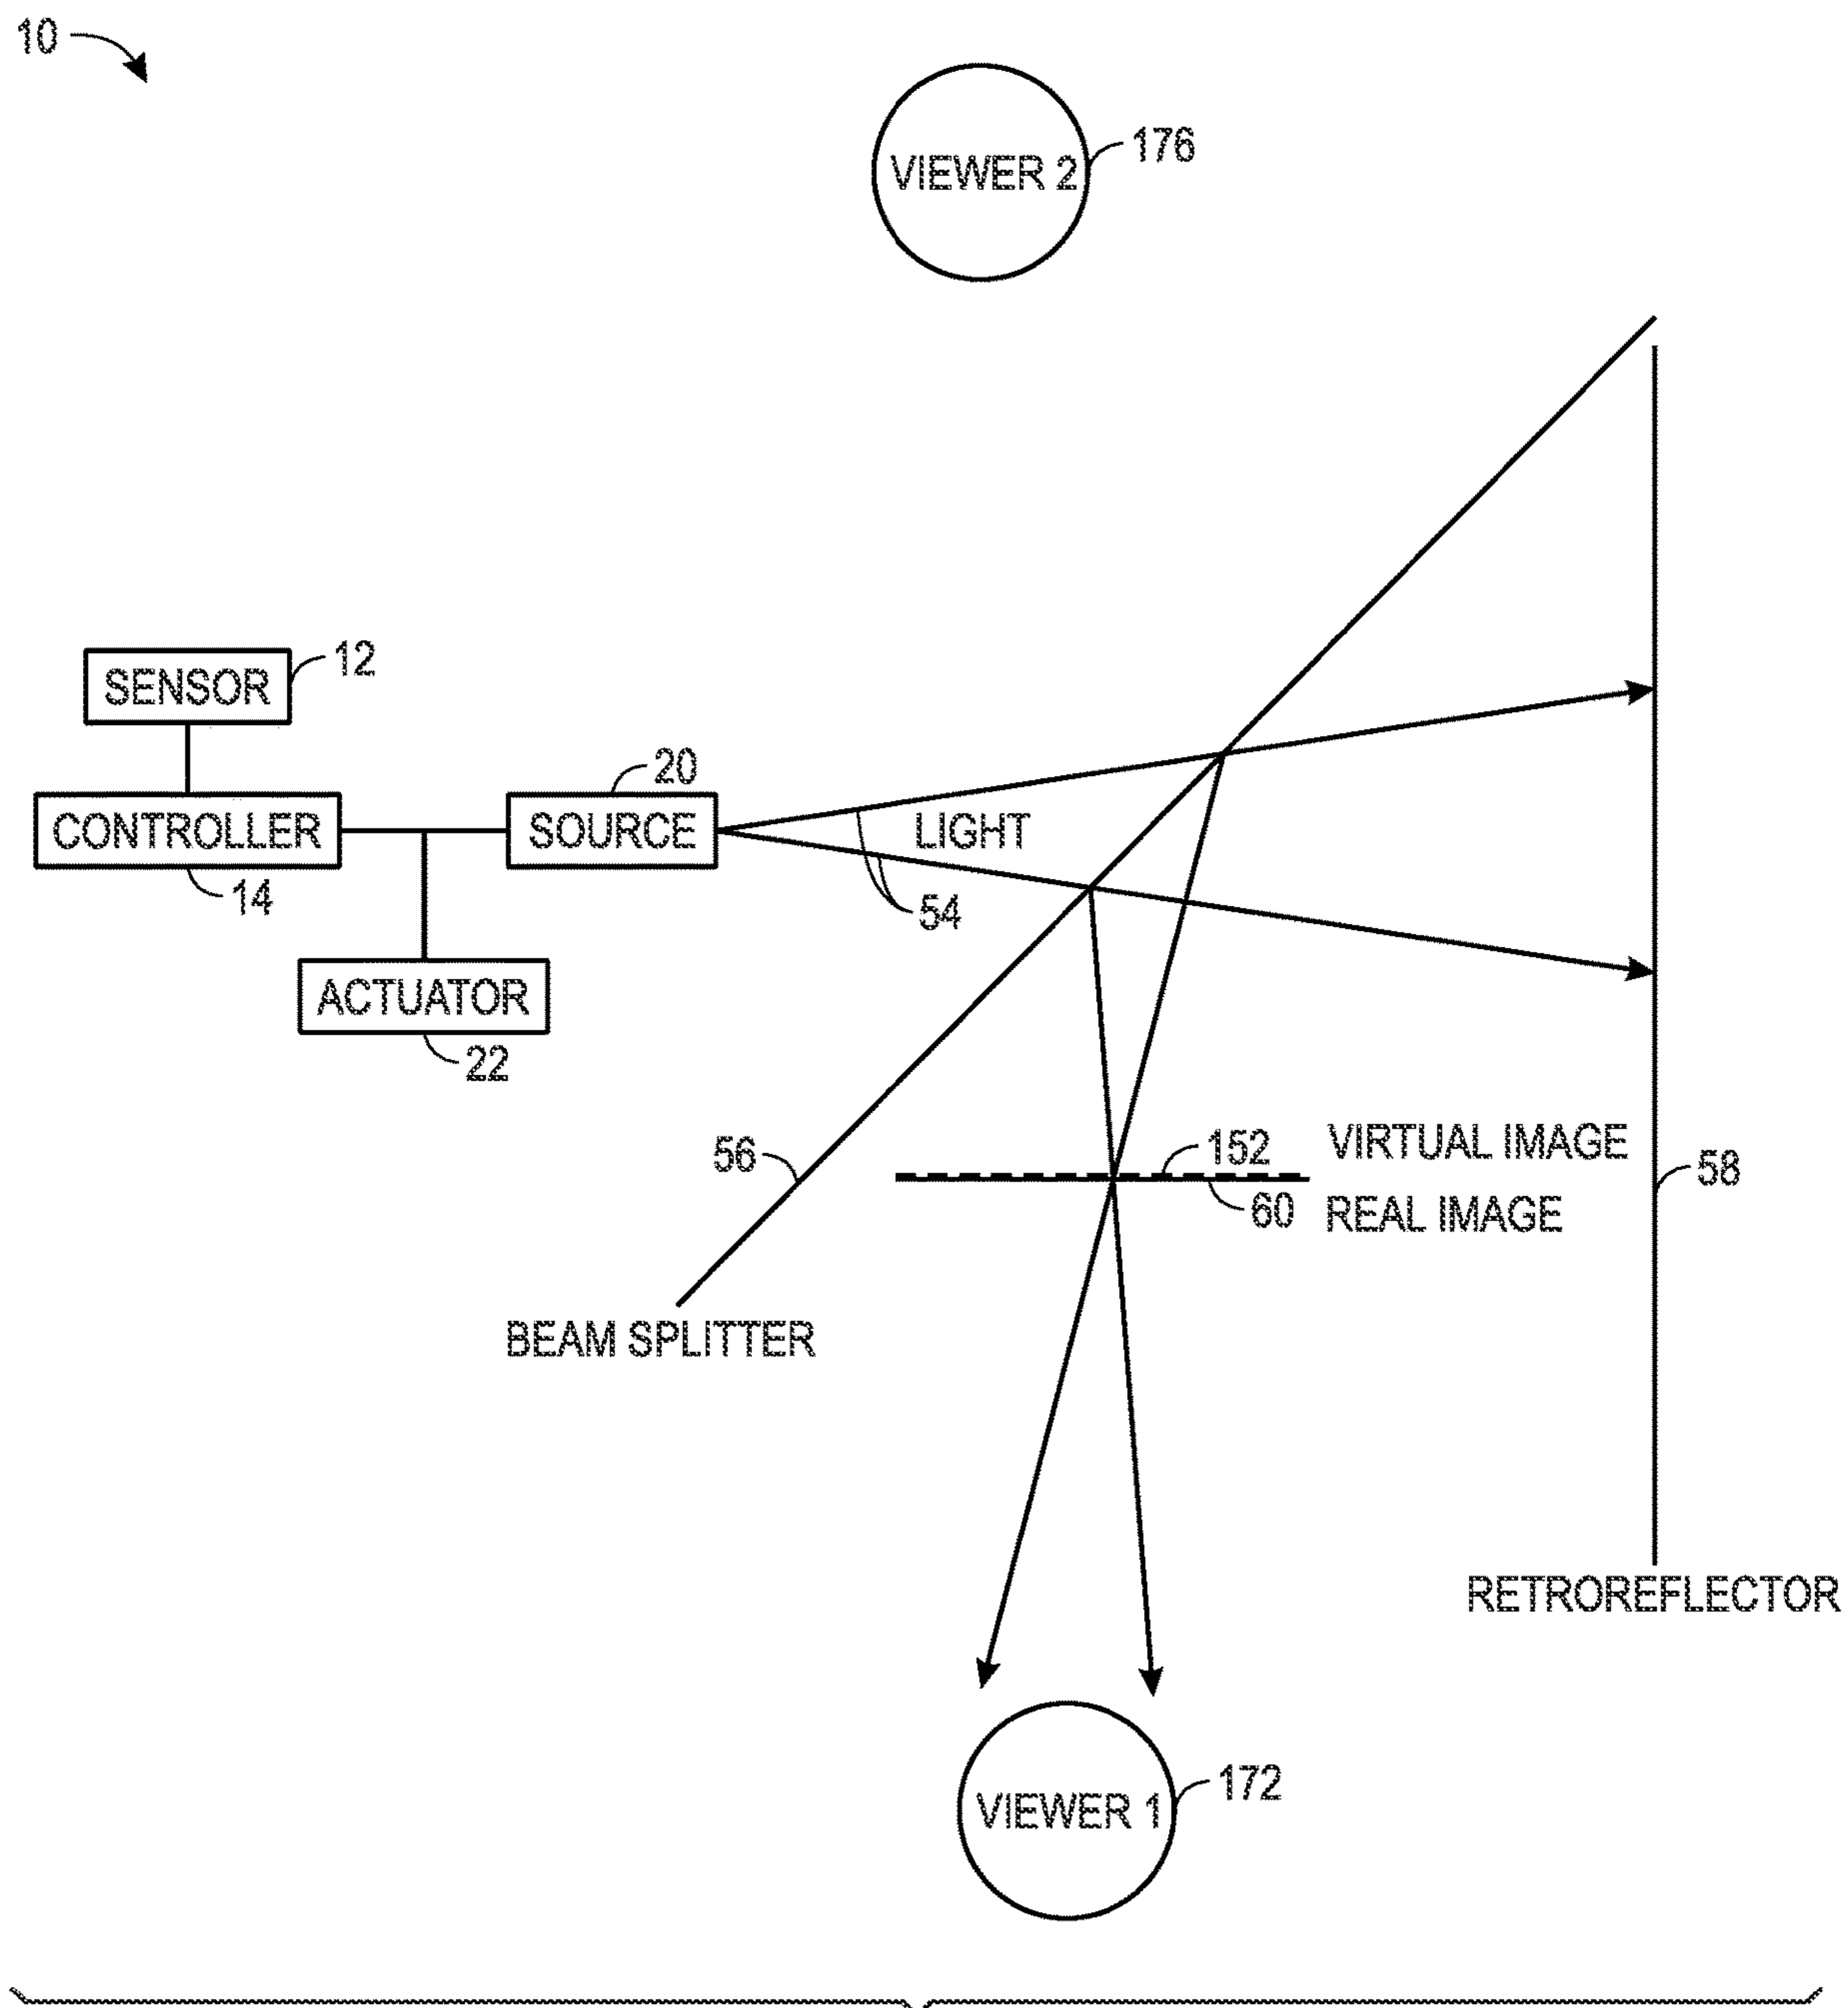 10
VIEWER 2
176
SENSOR
12
CONTROLLER
14
SOURCE
20
LIGHT
54
ACTUATOR
22
56
BEAM SPLITTER
152
VIRTUAL IMAGE
60
REAL IMAGE
58
RETROREFLECTOR
VIEWER 1
172